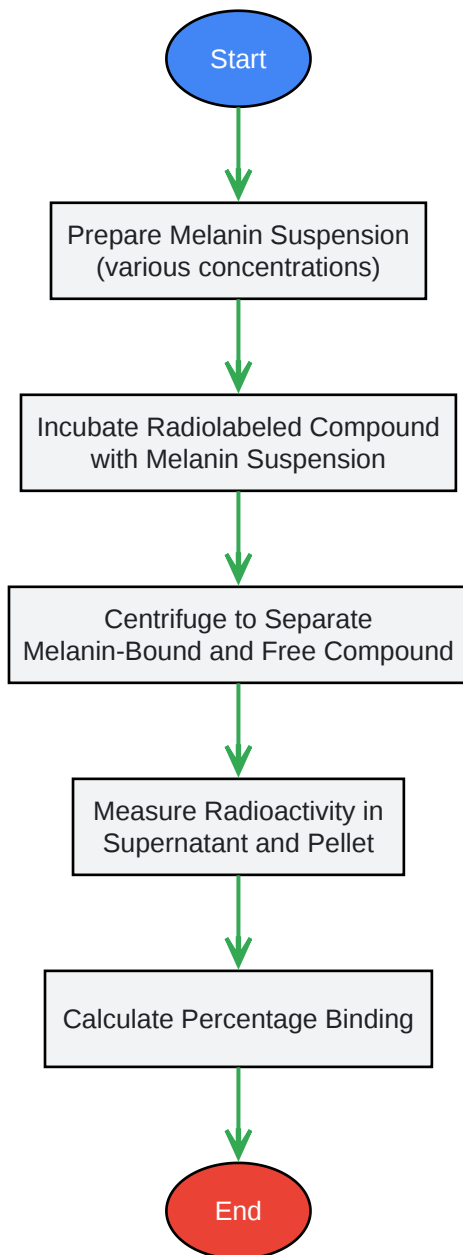 Start
Prepare Melanin Suspension
(various concentrations)
Incubate Radiolabeled Compound
with Melanin Suspension
Centrifuge to Separate
Melanin-Bound and Free Compound
Measure Radioactivity in
Supernatant and Pellet
Calculate Percentage Binding
End